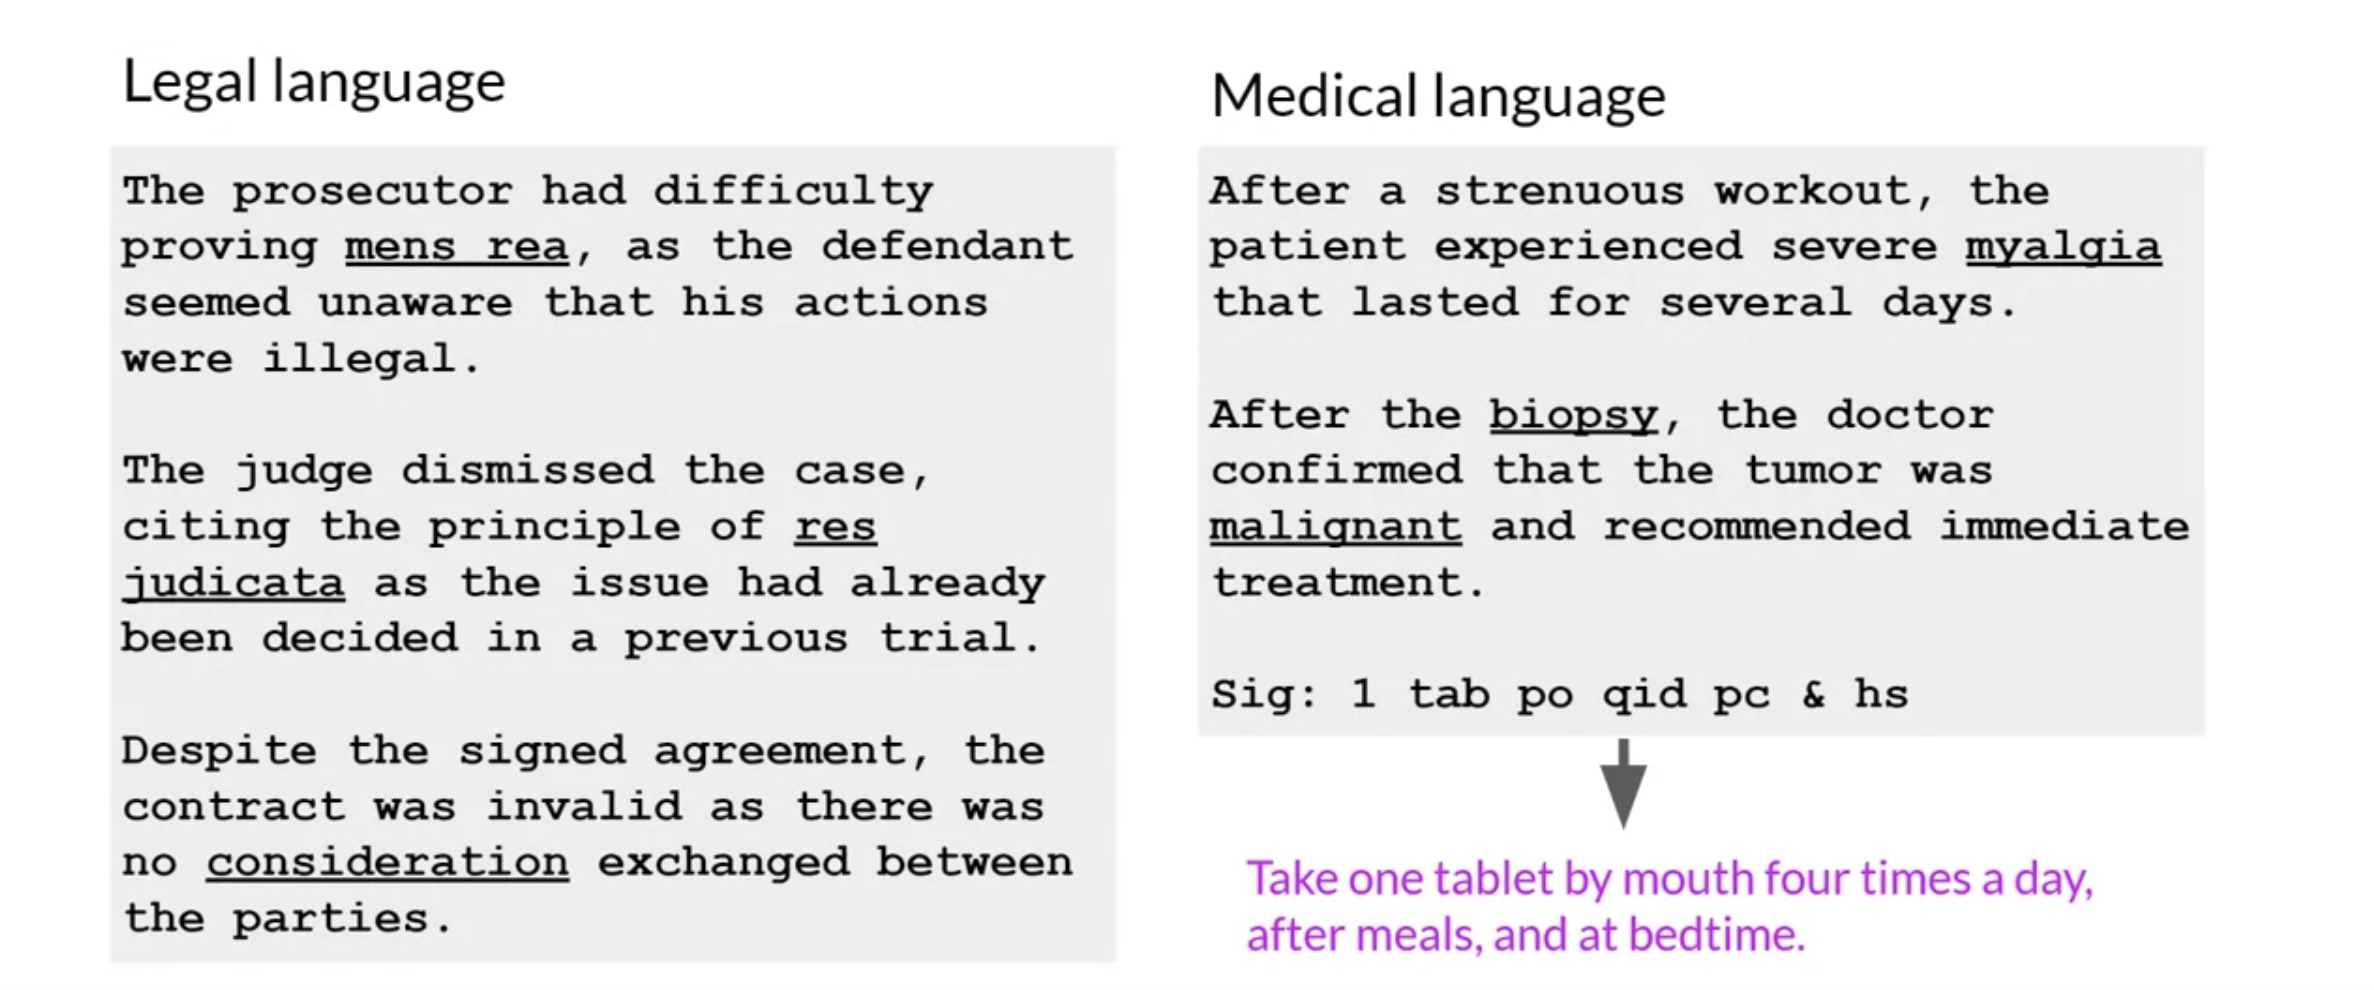 Legal language
The prosecutor had difficulty
proving mens rea, as the defendant
seemed unaware that his actions
were illegal.
The judge dismissed the case,
citing the principle of res
judicata as the issue had already
been decided in a previous trial.
Despite the signed agreement, the
contract was invalid as there was
no consideration exchanged between
the parties.
Medical language
After a strenuous workout, the
patient experienced severe myalgia
that lasted for several days.
After the biopsy, the doctor
confirmed that the tumor was
malignant and recommended immediate
treatment.
Sig: 1 tab po qid pc & hs
Take one tablet by mouth four times a day,
after meals, and at bedtime.